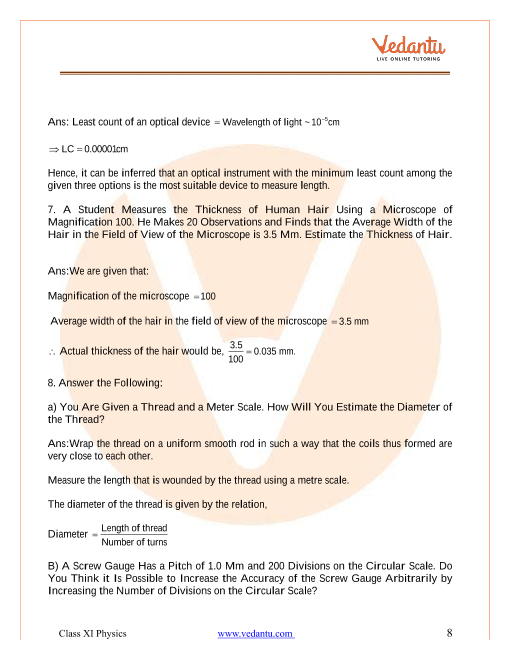 Vedantu
LIVE ONLINE TUTORING
Ans: Least count of an optical device = Wavelength of light ~ 10⁻⁵cm
⇒ LC = 0.00001cm
Hence, it can be inferred that an optical instrument with the minimum least count among the
given three options is the most suitable device to measure length.
7. A Student Measures the Thickness of Human Hair Using a Microscope of
Magnification 100. He Makes 20 Observations and Finds that the Average Width of the
Hair in the Field of View of the Microscope is 3.5 Mm. Estimate the Thickness of Hair.
Ans:We are given that:
Magnification of the microscope =100
Average width of the hair in the field of view of the microscope = 3.5 mm
∴ Actual thickness of the hair would be, 3.5/100 = 0.035 mm.
8. Answer the Following:
a) You Are Given a Thread and a Meter Scale. How Will You Estimate the Diameter of
the Thread?
Ans:Wrap the thread on a uniform smooth rod in such a way that the coils thus formed are
very close to each other.
Measure the length that is wounded by the thread using a metre scale.
The diameter of the thread is given by the relation,
Diameter = Length of thread/Number of turns
B) A Screw Gauge Has a Pitch of 1.0 Mm and 200 Divisions on the Circular Scale. Do
You Think it Is Possible to Increase the Accuracy of the Screw Gauge Arbitrarily by
Increasing the Number of Divisions on the Circular Scale?
Class XI Physics www.vedantu.com 8